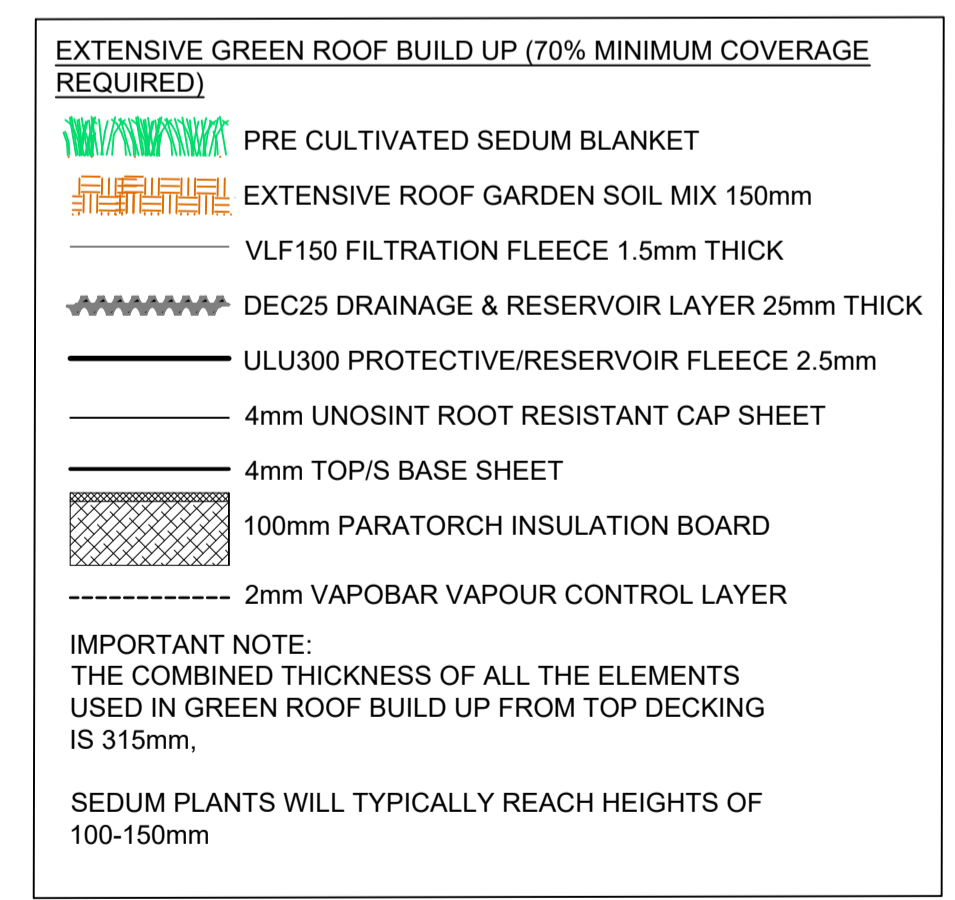 EXTENSIVE GREEN ROOF BUILD UP (70% MINIMUM COVERAGE
REQUIRED)
PRE CULTIVATED SEDUM BLANKET
EXTENSIVE ROOF GARDEN SOIL MIX 150mm
VLF150 FILTRATION FLEECE 1.5mm THICK
DEC25 DRAINAGE & RESERVOIR LAYER 25mm THICK
ULU300 PROTECTIVE/RESERVOIR FLEECE 2.5mm
4mm UNOSINT ROOT RESISTANT CAP SHEET
4mm TOP/S BASE SHEET
100mm PARATORCH INSULATION BOARD
2mm VAPOBAR VAPOUR CONTROL LAYER
IMPORTANT NOTE:
THE COMBINED THICKNESS OF ALL THE ELEMENTS
USED IN GREEN ROOF BUILD UP FROM TOP DECKING
IS 315mm,
SEDUM PLANTS WILL TYPICALLY REACH HEIGHTS OF
100-150mm